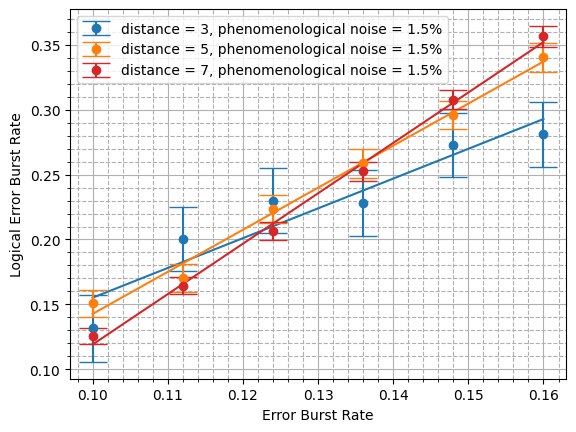 distance = 3, phenomenological noise = 1.5%
distance = 5, phenomenological noise = 1.5%
distance = 7, phenomenological noise = 1.5%
Logical Error Burst Rate
0.35
0.30
0.25
0.20
0.15
0.10
0.10 0.11 0.12 0.13 0.14 0.15 0.16
Error Burst Rate